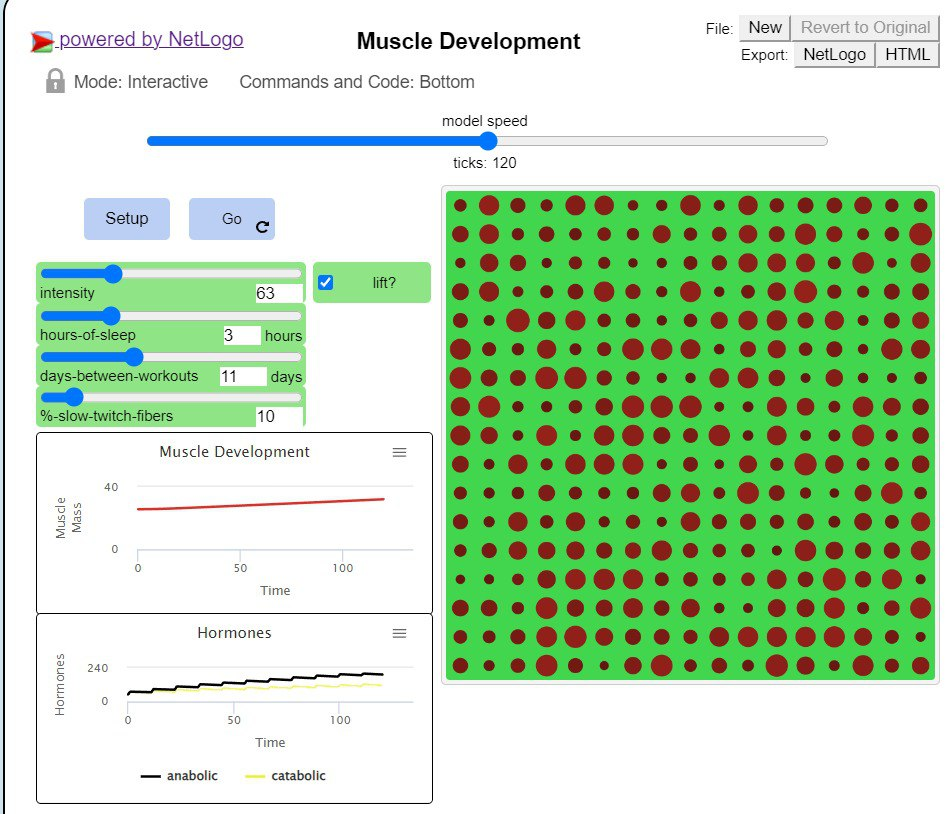 powered by NetLogo
Muscle Development
File: New Revert to Original
Export: NetLogo HTML
Mode: Interactive Commands and Code: Bottom
model speed
ticks: 120
Setup Go
intensity 63
lift?
hours-of-sleep 3 hours
days-between-workouts 11 days
%-slow-twitch-fibers 10
Muscle Development
Muscle
Mass
40
0
0 50 100
Time
Hormones
Hormones
240
0
0 50 100
Time
anabolic catabolic